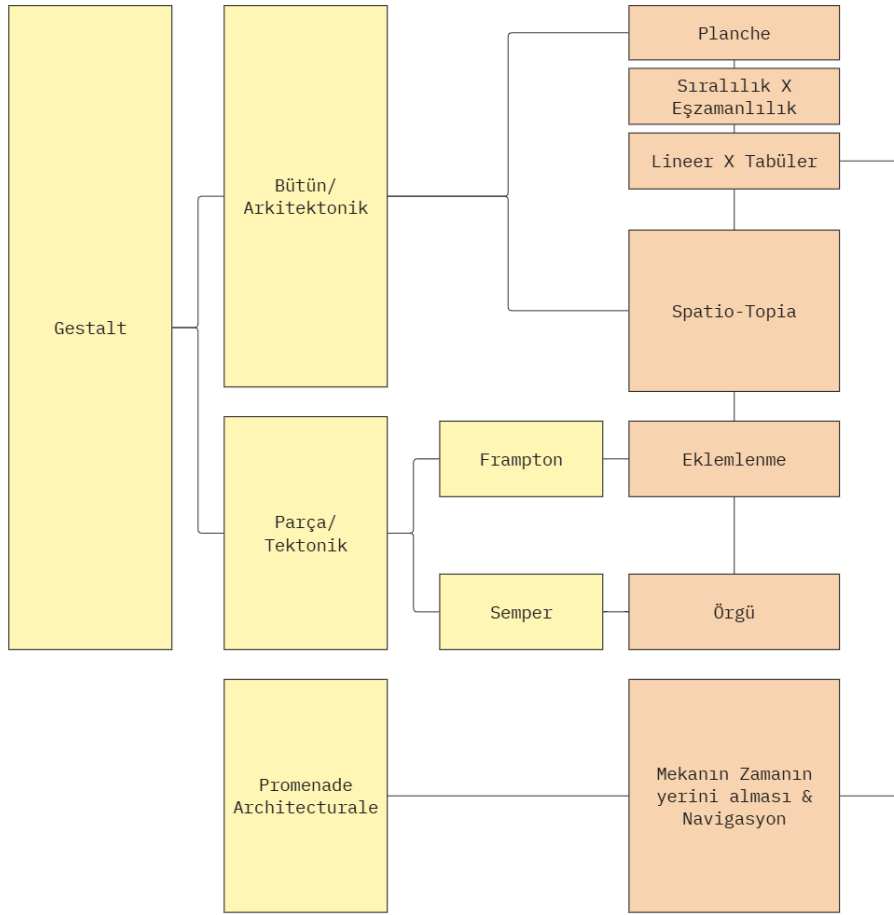 Planche
Sıralılık X
Eşzamanlılık
Lineer X Tabüler
Bütün/
Arkitektonik
Spatio-Topia
Gestalt
Frampton
Eklemlenme
Parça/
Tektonik
Semper
Örgü
Promenade
Architecturale
Mekanın Zamanın
yerini alması &
Navigasyon